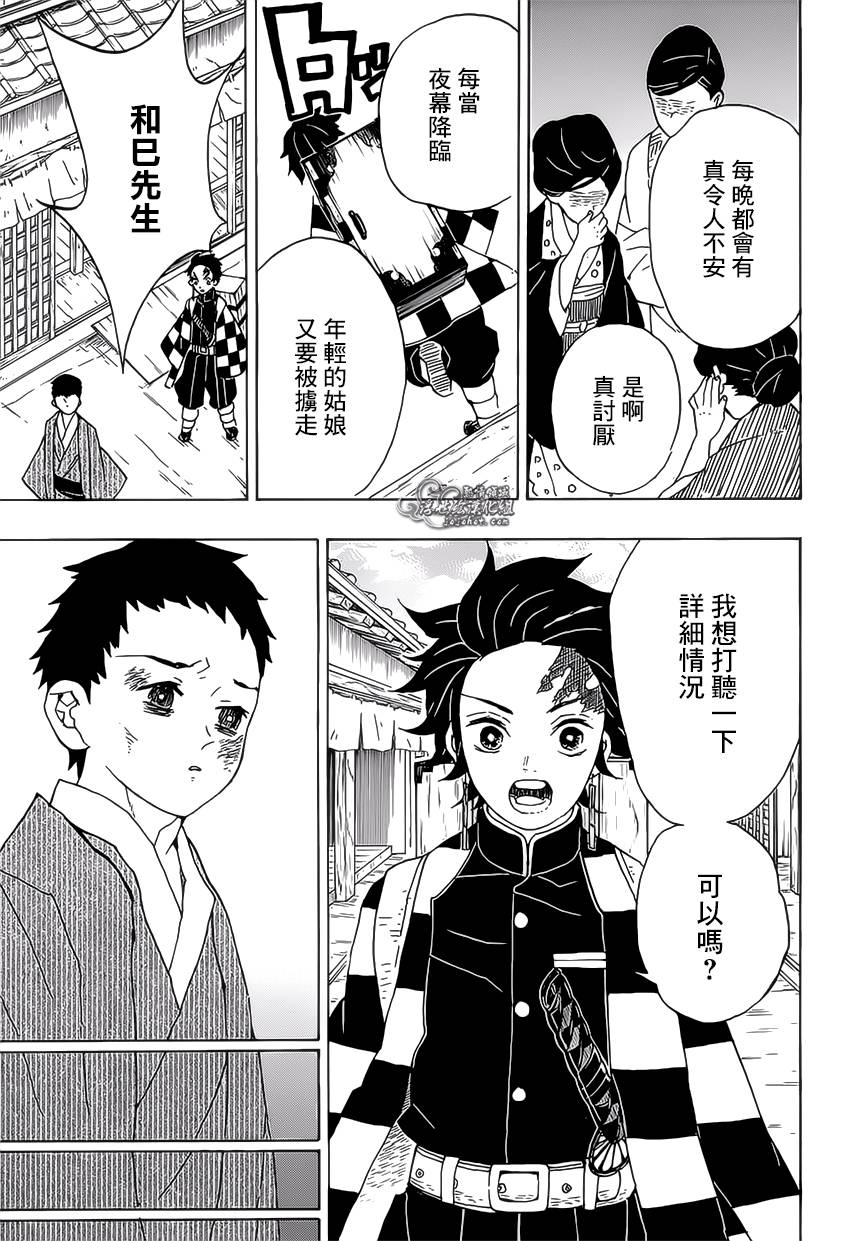 每晚都會有
真令人不安
是啊
真討厭
每當
夜幕降臨
年輕的姑娘
又要被擄走
和巳先生
我想打聽一下
詳細情況
可以嗎?